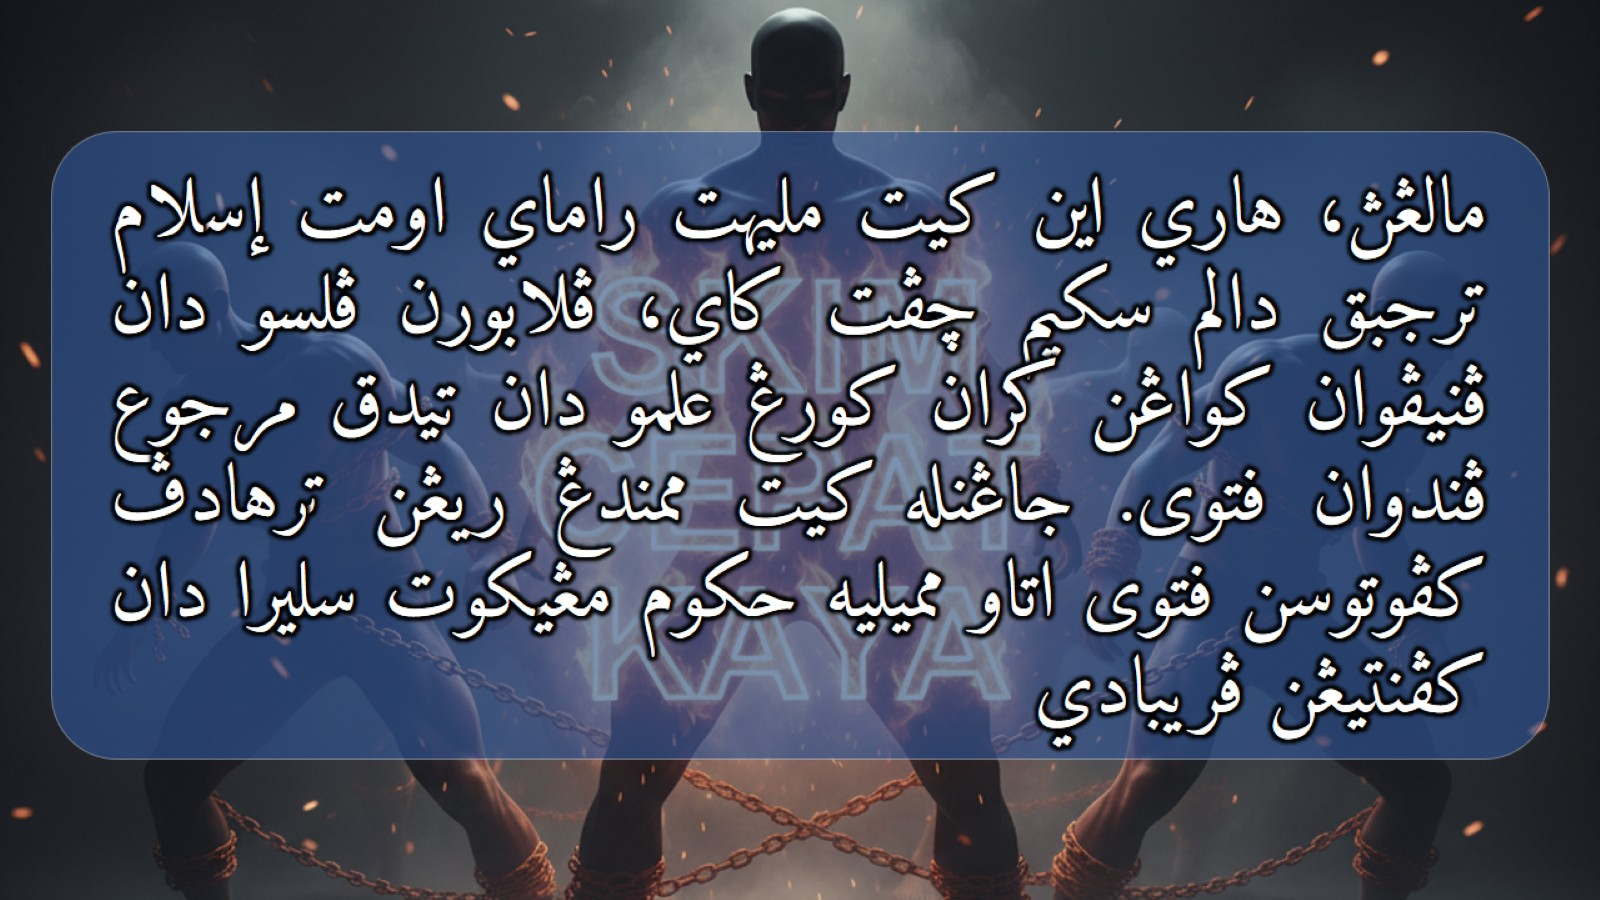 مالڠڽ، هاري اين كيت مليهت راماي اومت إسلام
ترجبق دالم سكيم چڤت كاي، ڤلابورن ڤلسو دان
ڤنيڤوان كواڠن كران كورڠ علمو دان تيدق مرجوع
ڤندوان فتوى. جاڠنله كيت ممندڠ ريڠن ترهادڤ
كڤوتوسن فتوى اتاو مميليه حكوم مڠيكوت سليرا دان
كڤنتيڠن ڤريبادي
SKIM
CEPAT
KAYA